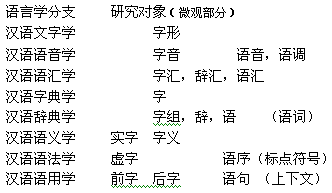 语言学分支 研究对象（微观部分）
汉语文字学 字形
汉语语音学 字音 语音，语调
汉语语汇学 字汇，辞汇，语汇
汉语字典学 字
汉语辞典学 字组，辞，语 （语词）
汉语语义学 实字 字义
汉语语法学 虚字 语序（标点符号）
汉语语用学 前字 后字 语句 （上下文）